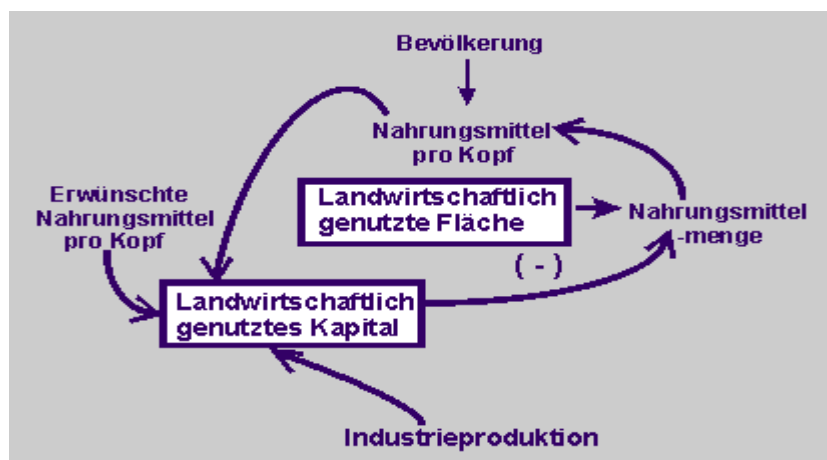 Bevölkerung
Nahrungsmittel
pro Kopf
Erwünschte
Nahrungsmittel
pro Kopf
Landwirtschaftlich
genutzte Fläche
Nahrungsmittel
-menge
( - )
Landwirtschaftlich
genutztes Kapital
Industrieproduktion